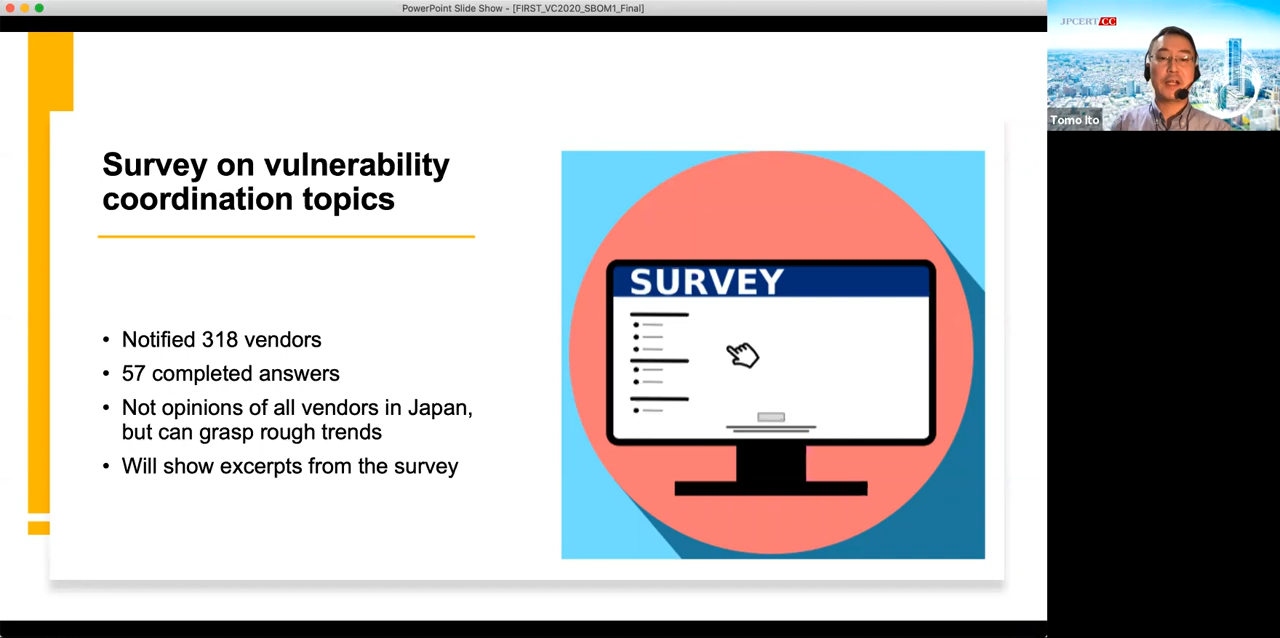 PowerPoint Slide Show - [FIRST_VC2020_SBOM1_Final]
JPCERT CC
Tomo Ito
Survey on vulnerability
coordination topics
SURVEY
• Notified 318 vendors
• 57 completed answers
• Not opinions of all vendors in Japan,
but can grasp rough trends
• Will show excerpts from the survey